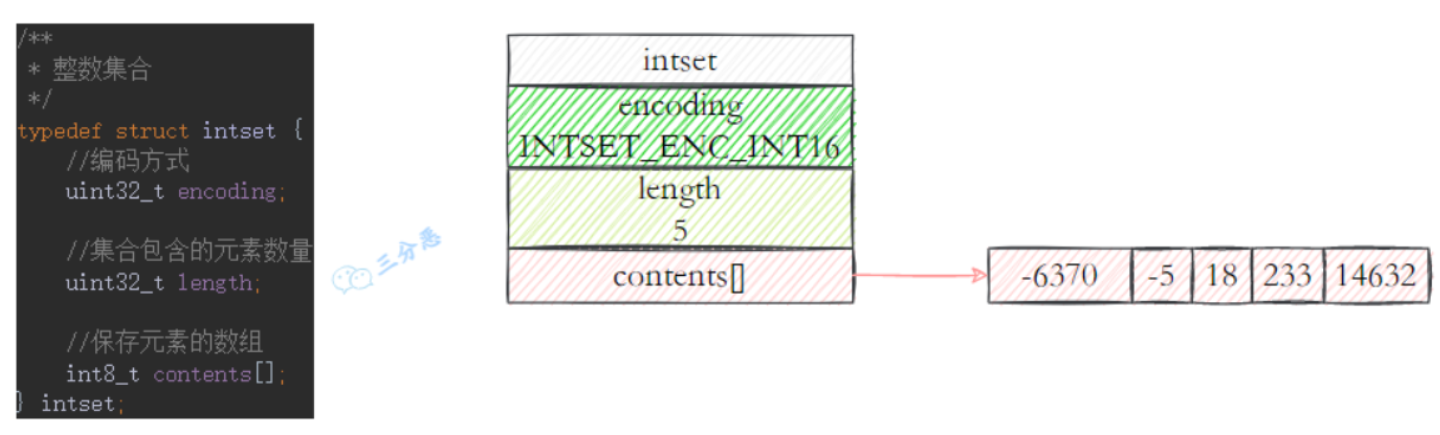 /**
* 整数集合
*/
typedef struct intset {
//编码方式
uint32_t encoding;
//集合包含的元素数量
uint32_t length;
//保存元素的数组
int8_t contents[];
} intset;
三分恶
intset
encoding
INTSET_ENC_INT16
length
5
contents[]
-6370 -5 18 233 14632